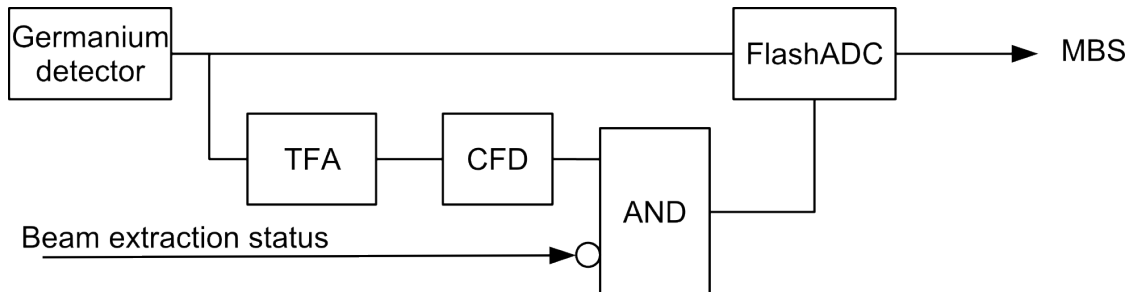 Germanium
detector
FlashADC
MBS
TFA
CFD
AND
Beam extraction status